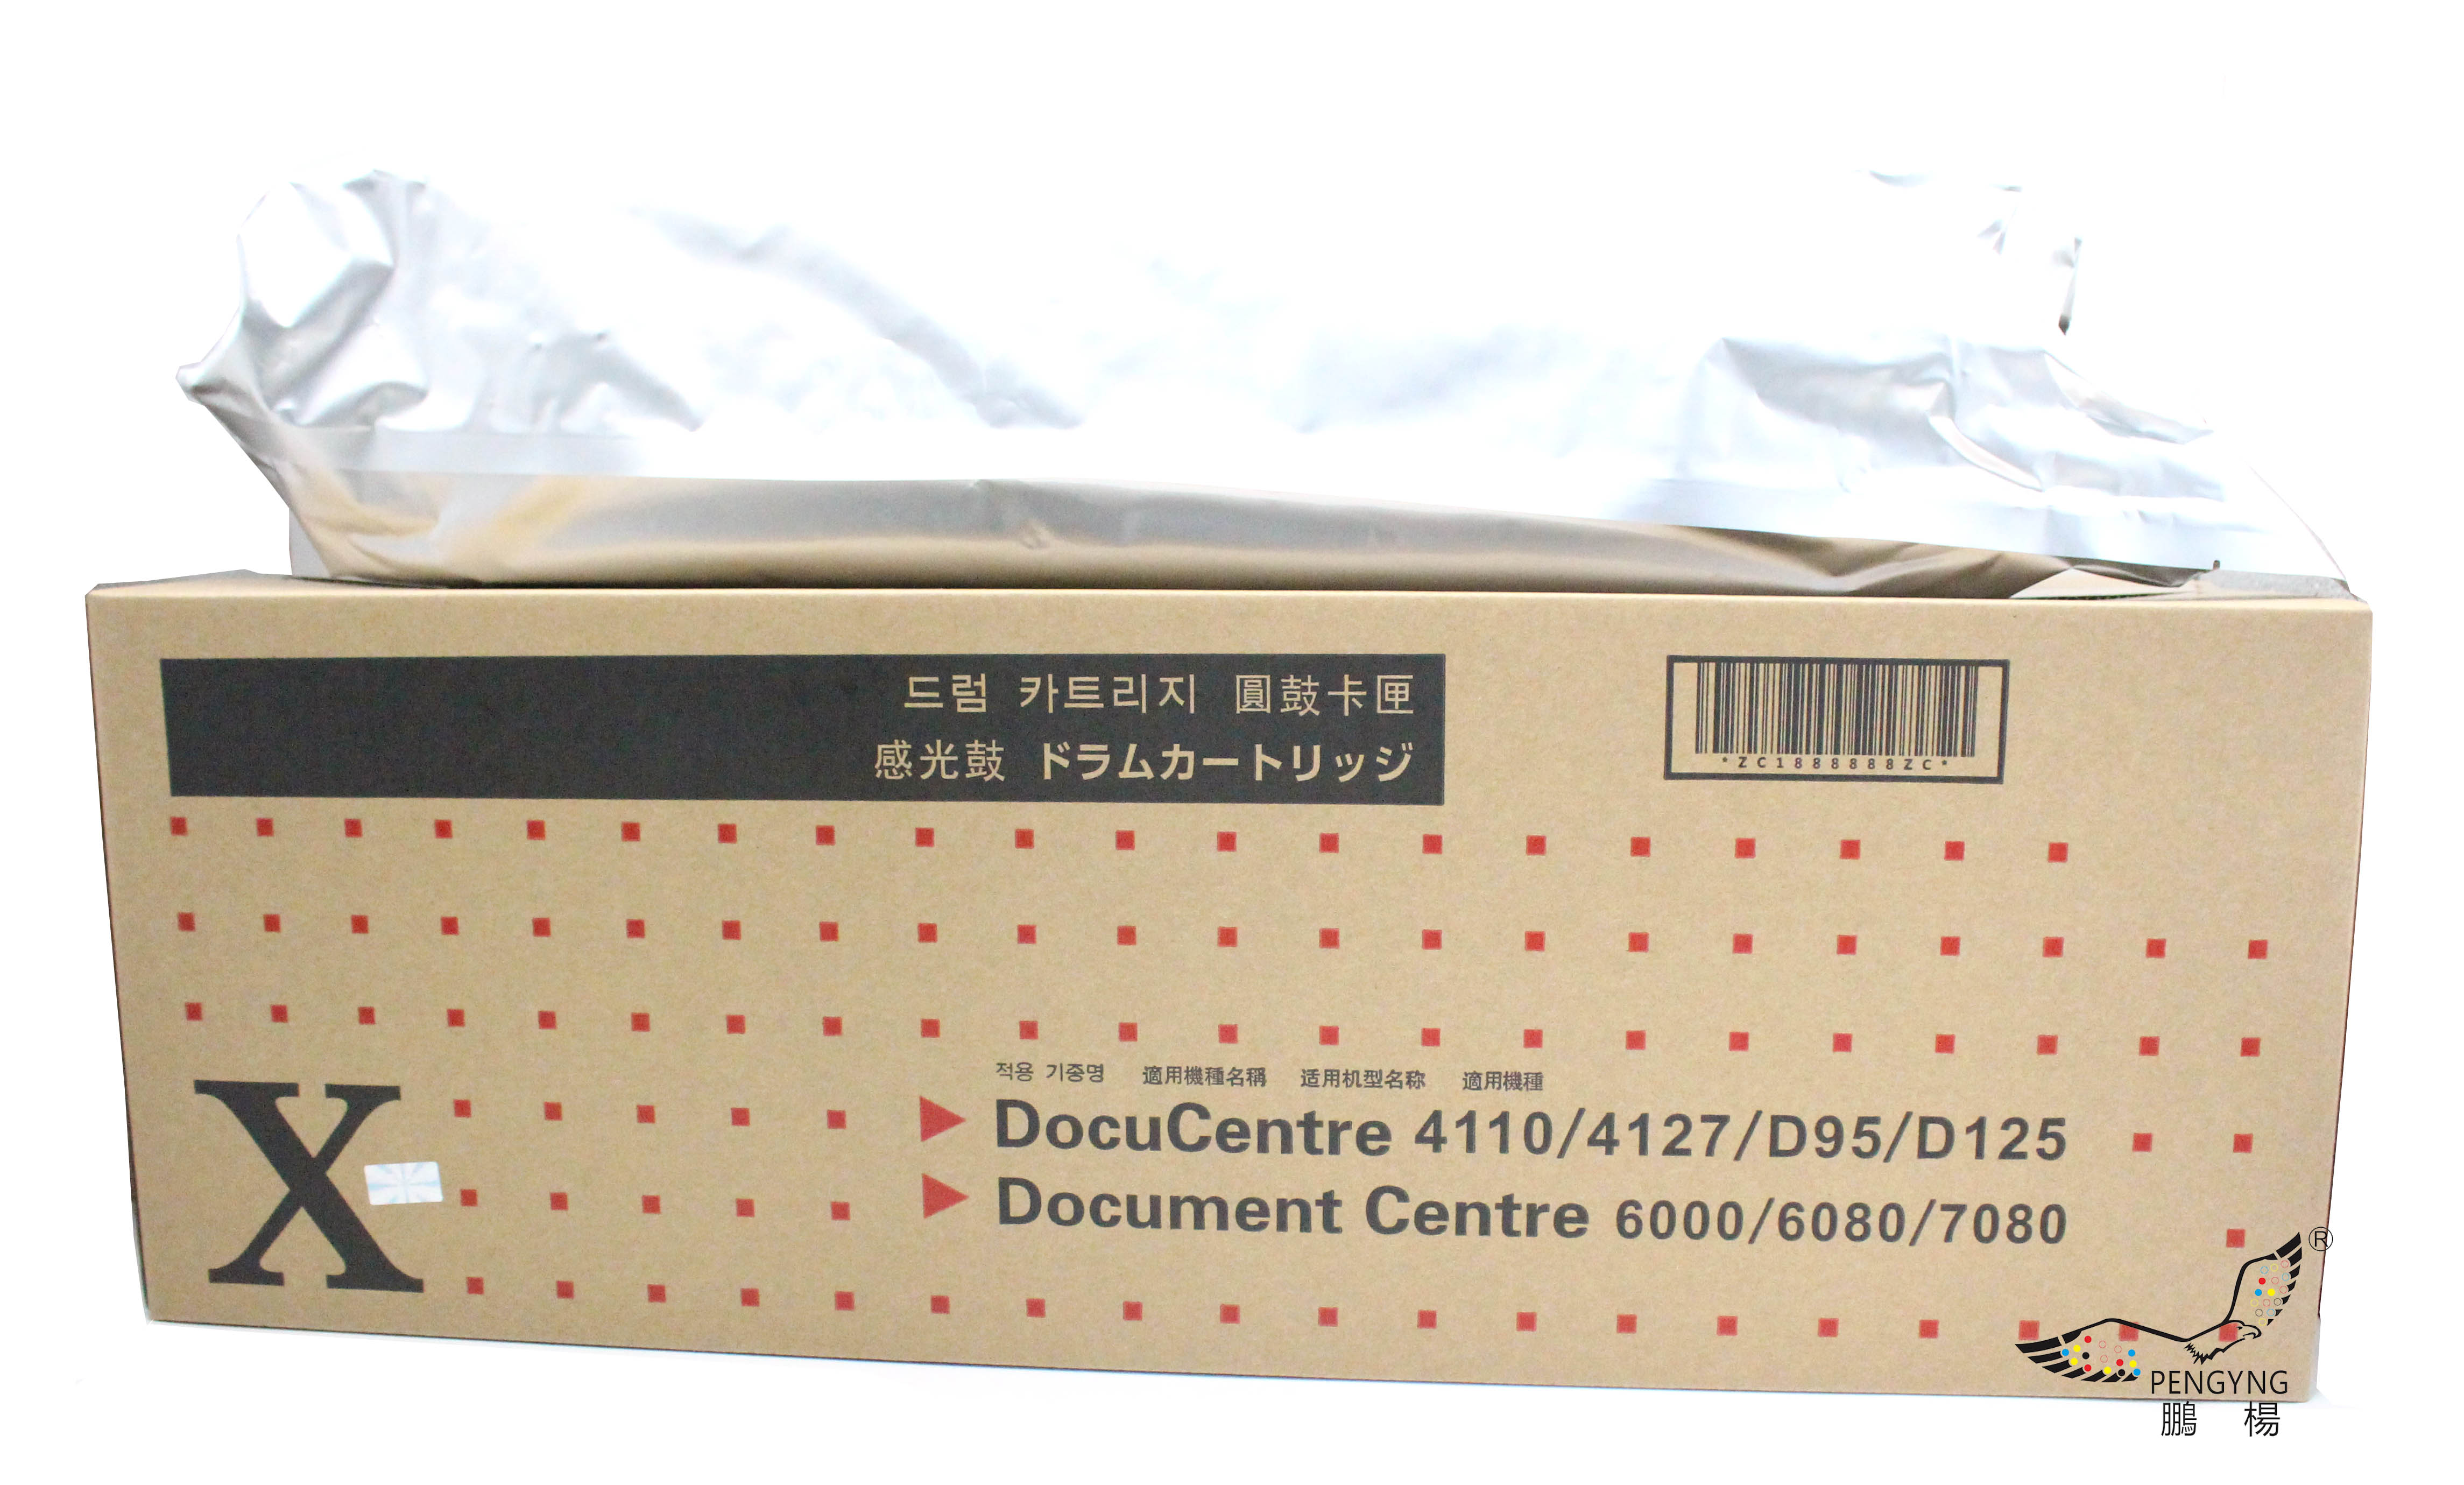 드럼 카트리지 圓鼓卡匣
感光鼓 ドラムカートリッジ
*ZC1888888ZC*
적용 기종명 適用機種名稱 适用机型名称 適用機種
DocuCentre 4110/4127/D95/D125
Document Centre 6000/6080/7080
X
®
PENGYNG
鵬 楊